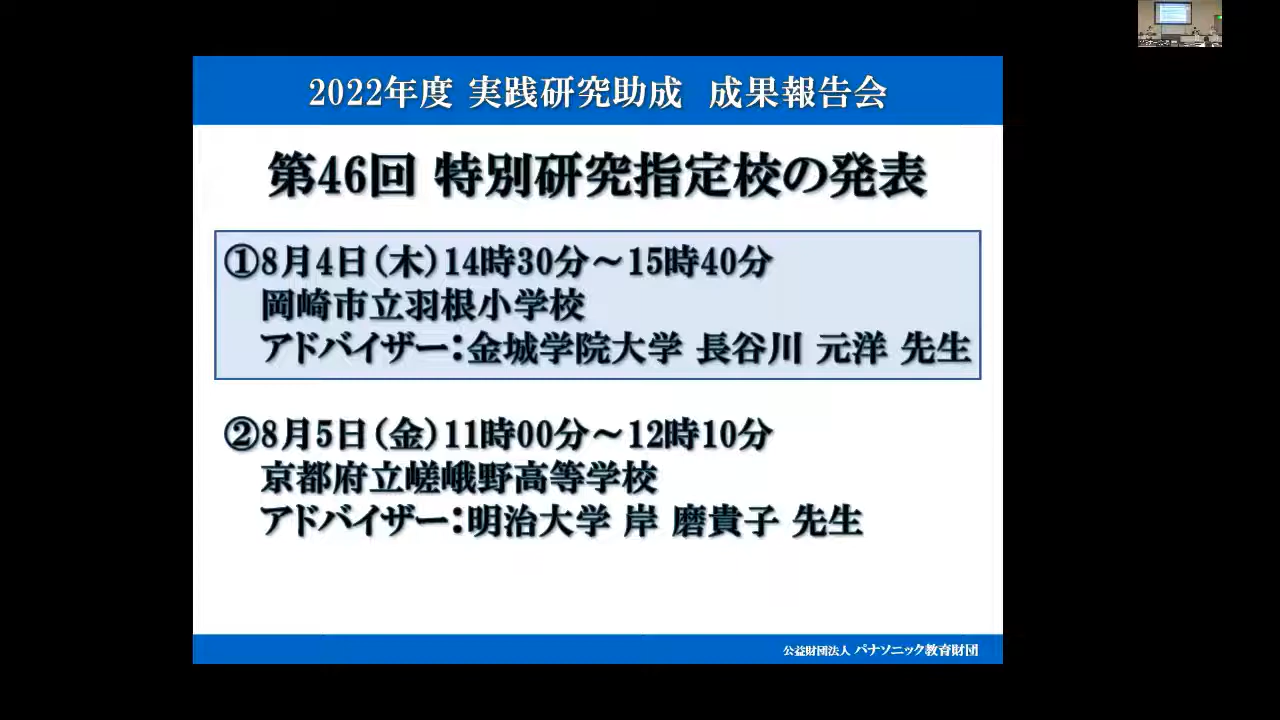 2022年度 実践研究助成 成果報告会
第46回 特別研究指定校の発表
①8月4日(木)14時30分～15時40分
岡崎市立羽根小学校
アドバイザー:金城学院大学 長谷川 元洋 先生
②8月5日(金)11時00分～12時10分
京都府立嵯峨野高等学校
アドバイザー:明治大学 岸 磨貴子 先生
公益財団法人 パナソニック教育財団